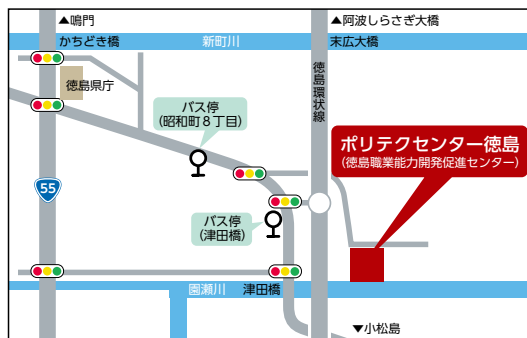 ▲鳴門
▲阿波しらさぎ大橋
かちどき橋
新町川
末広大橋
徳島県庁
徳島環状線
バス停
(昭和町8丁目)
ポリテクセンター徳島
(徳島職業能力開発促進センター)
55
バス停
(津田橋)
園瀬川
津田橋
▼小松島